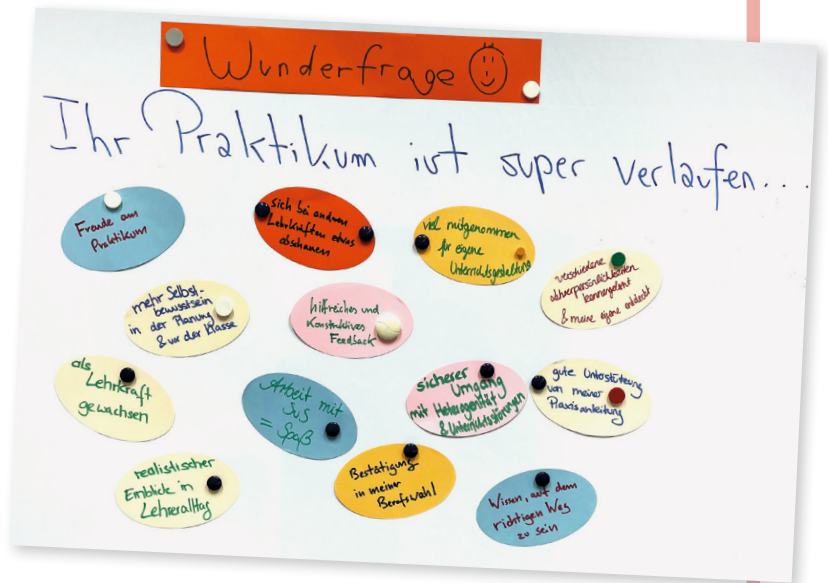 Wunderfrage
Ihr Praktikum ist super verlaufen...
Freude am
Praktikum
sich bei anderen
Lehrkräften etwas
abschauen
viel mitgenommen
für eigene
Unterrichtsgestaltung
verschiedene
kennengelernt
& meine eigene entdeckt
mehr Selbst-
bewusstsein
in der Planung
& vor der Klasse
hilfreiches und
konstruktives
Feedback
als
Lehrkraft
gewachsen
Arbeit mit
SuS
= Spaß
sicherer
Umgang
mit Heterogenität
& Unterrichtsstörungen
gute Unterstützung
von meiner
Praxisanleitung
realistischer
Einblick in
Lehreralltag
Bestätigung
in meiner
Berufswahl
Wissen, auf dem
richtigen Weg
zu sein